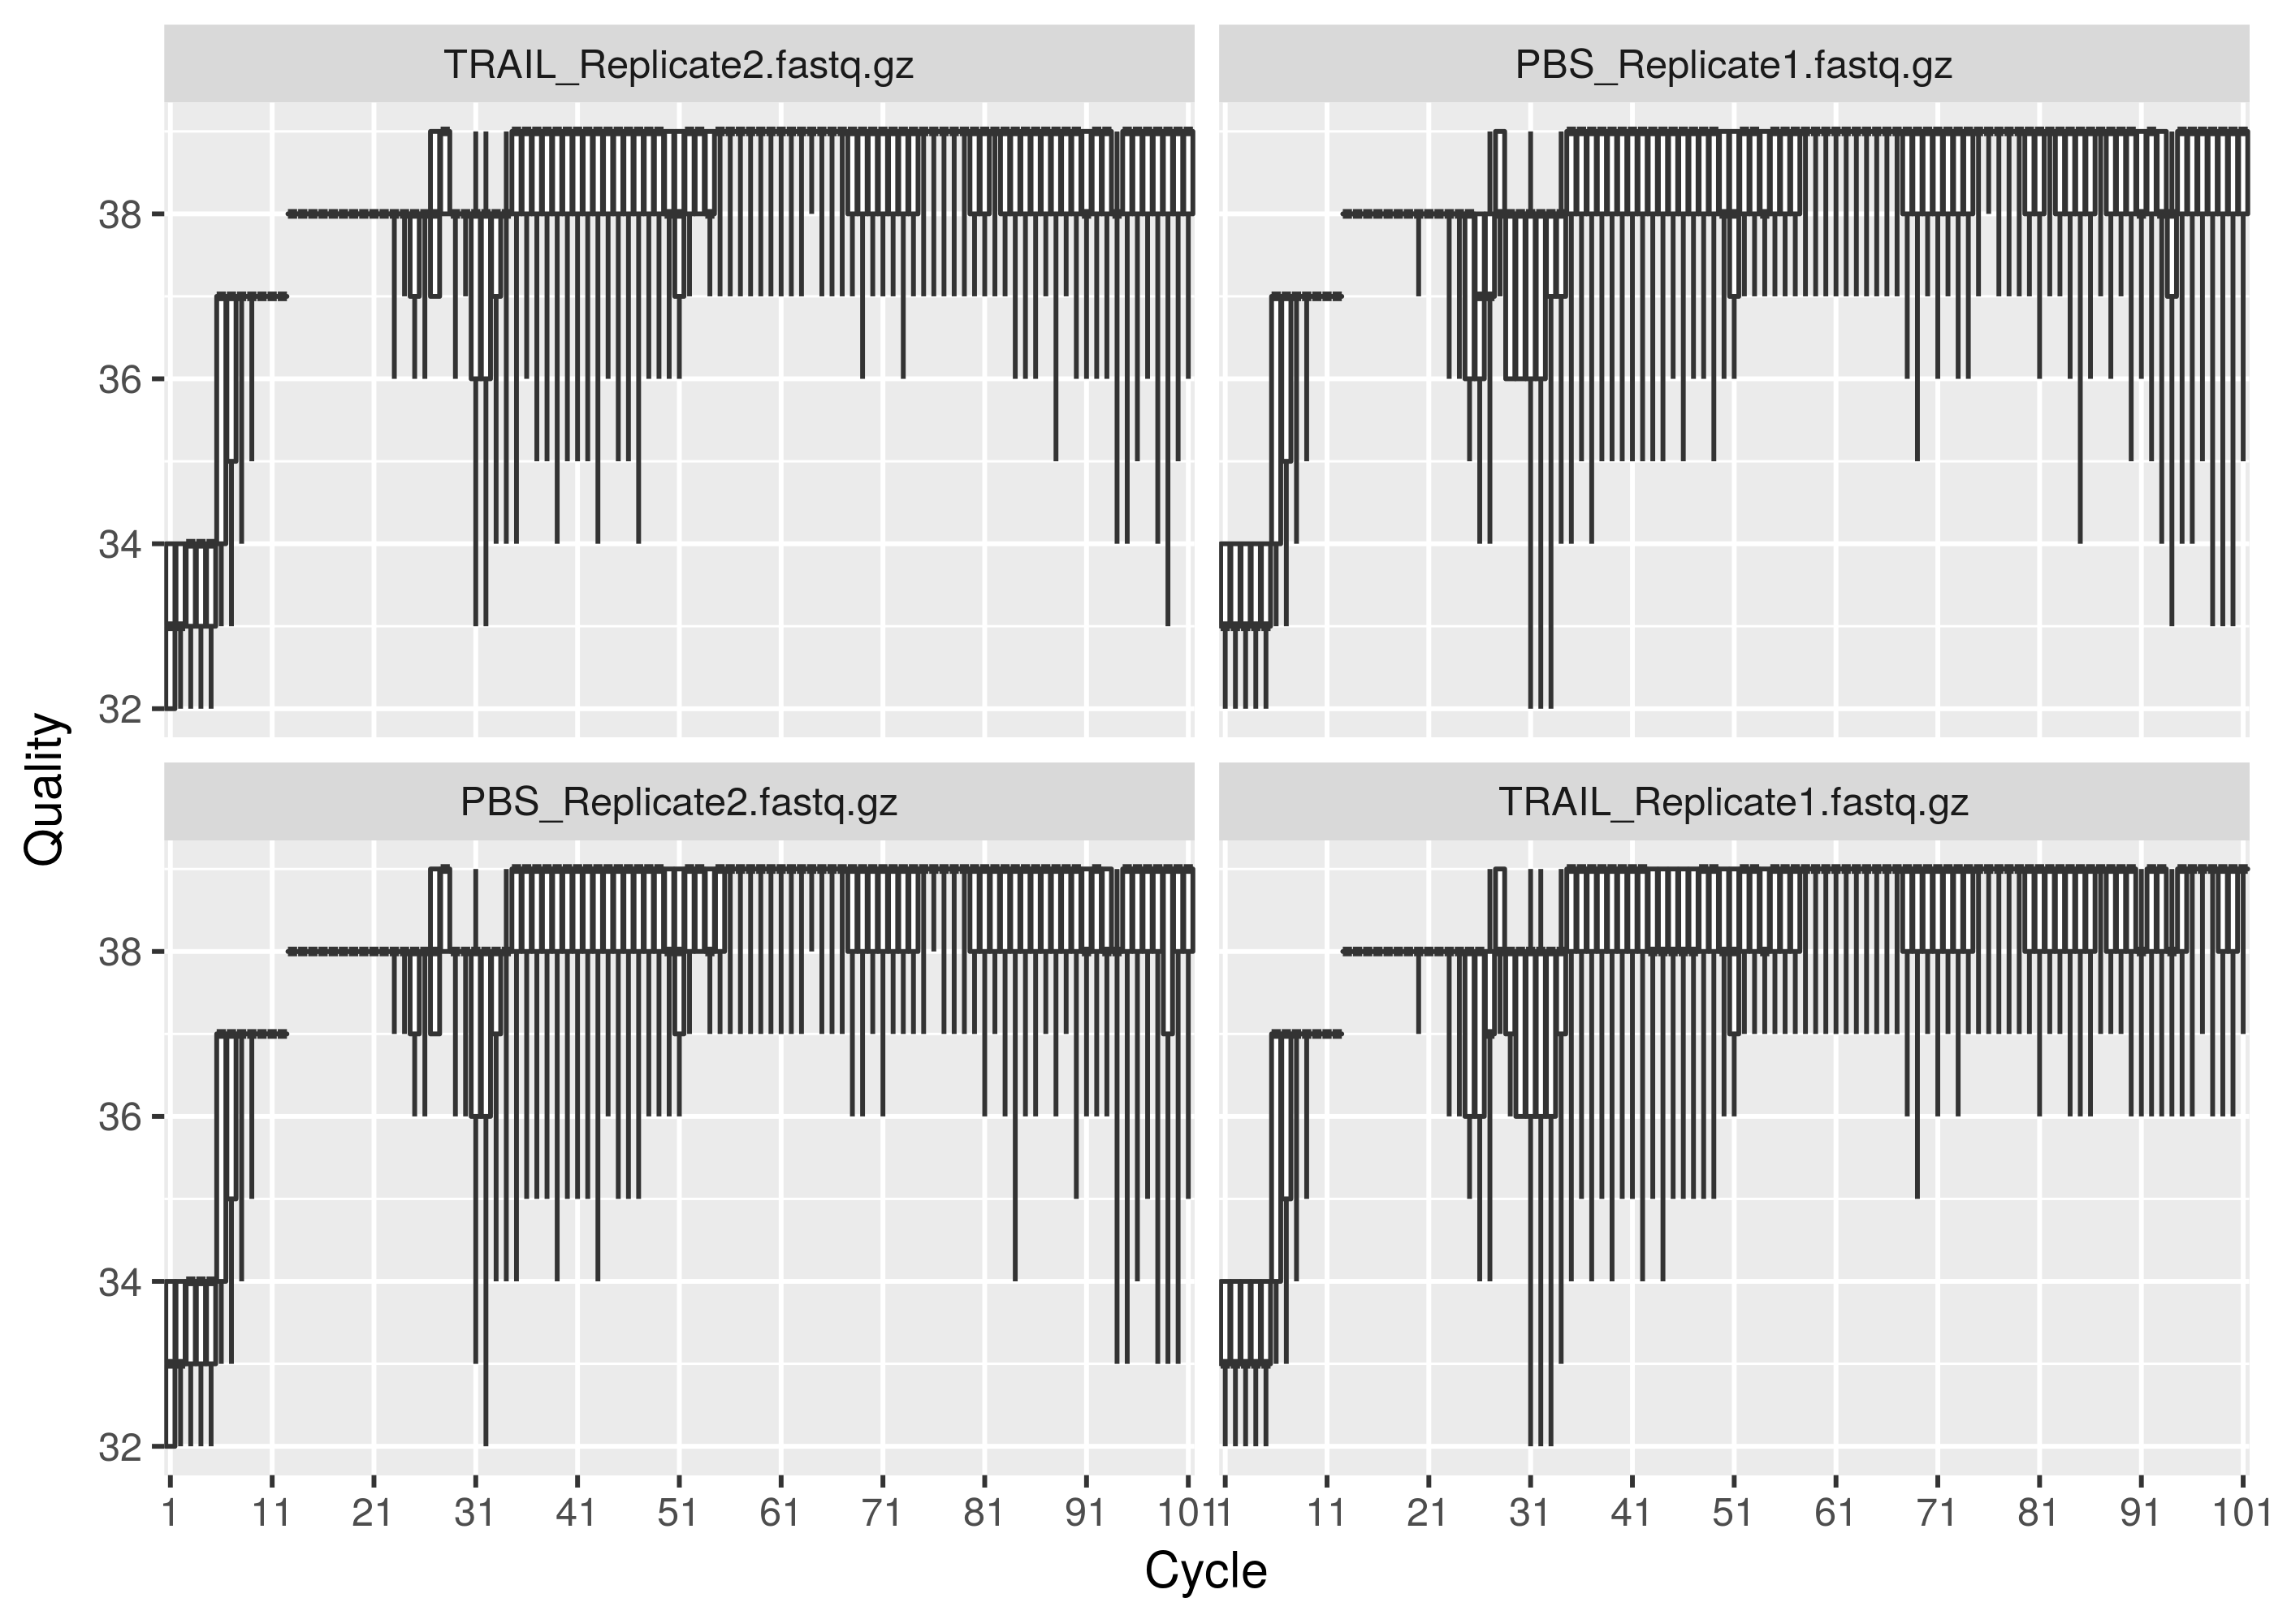 TRAIL_Replicate2.fastq.gz
PBS_Replicate1.fastq.gz
38
36
34
32
PBS_Replicate2.fastq.gz
TRAIL_Replicate1.fastq.gz
38
36
34
32
1 11 21 31 41 51 61 71 81 91 101
1 11 21 31 41 51 61 71 81 91 101
Cycle
Quality